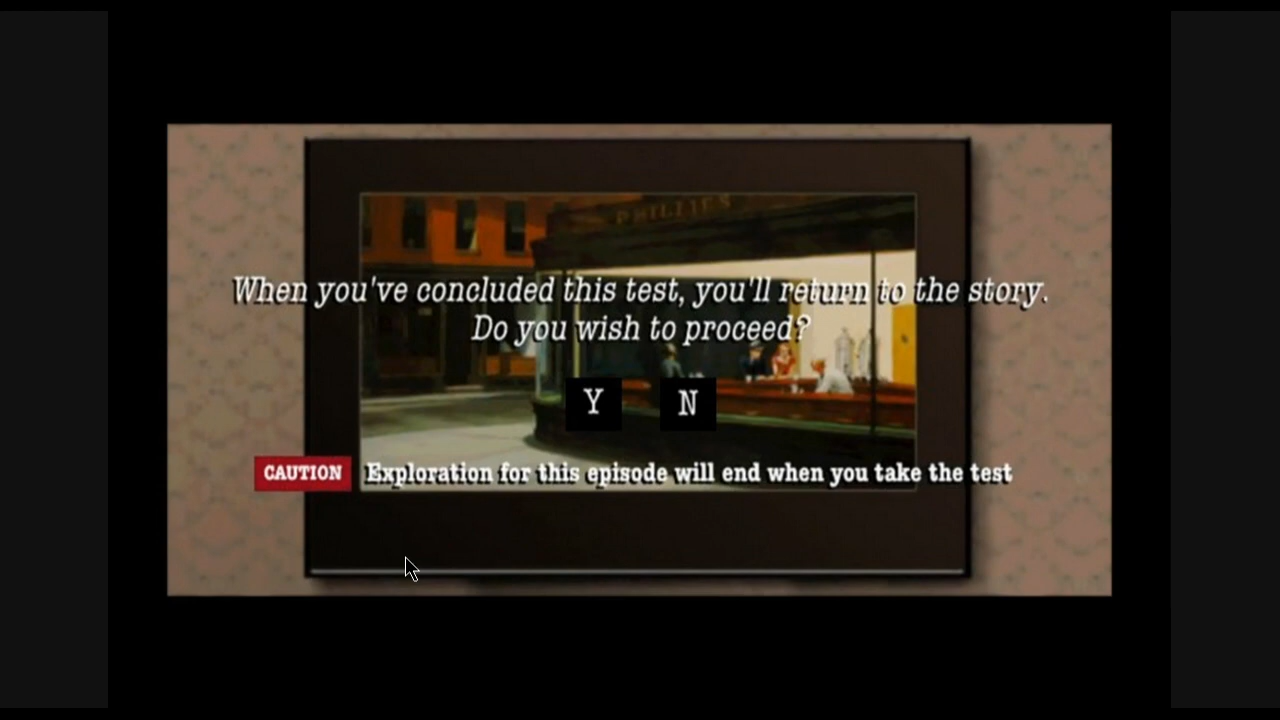 PHILLIES
When you've concluded this test, you'll return to the story.
Do you wish to proceed?
Y N
CAUTION Exploration for this episode will end when you take the test